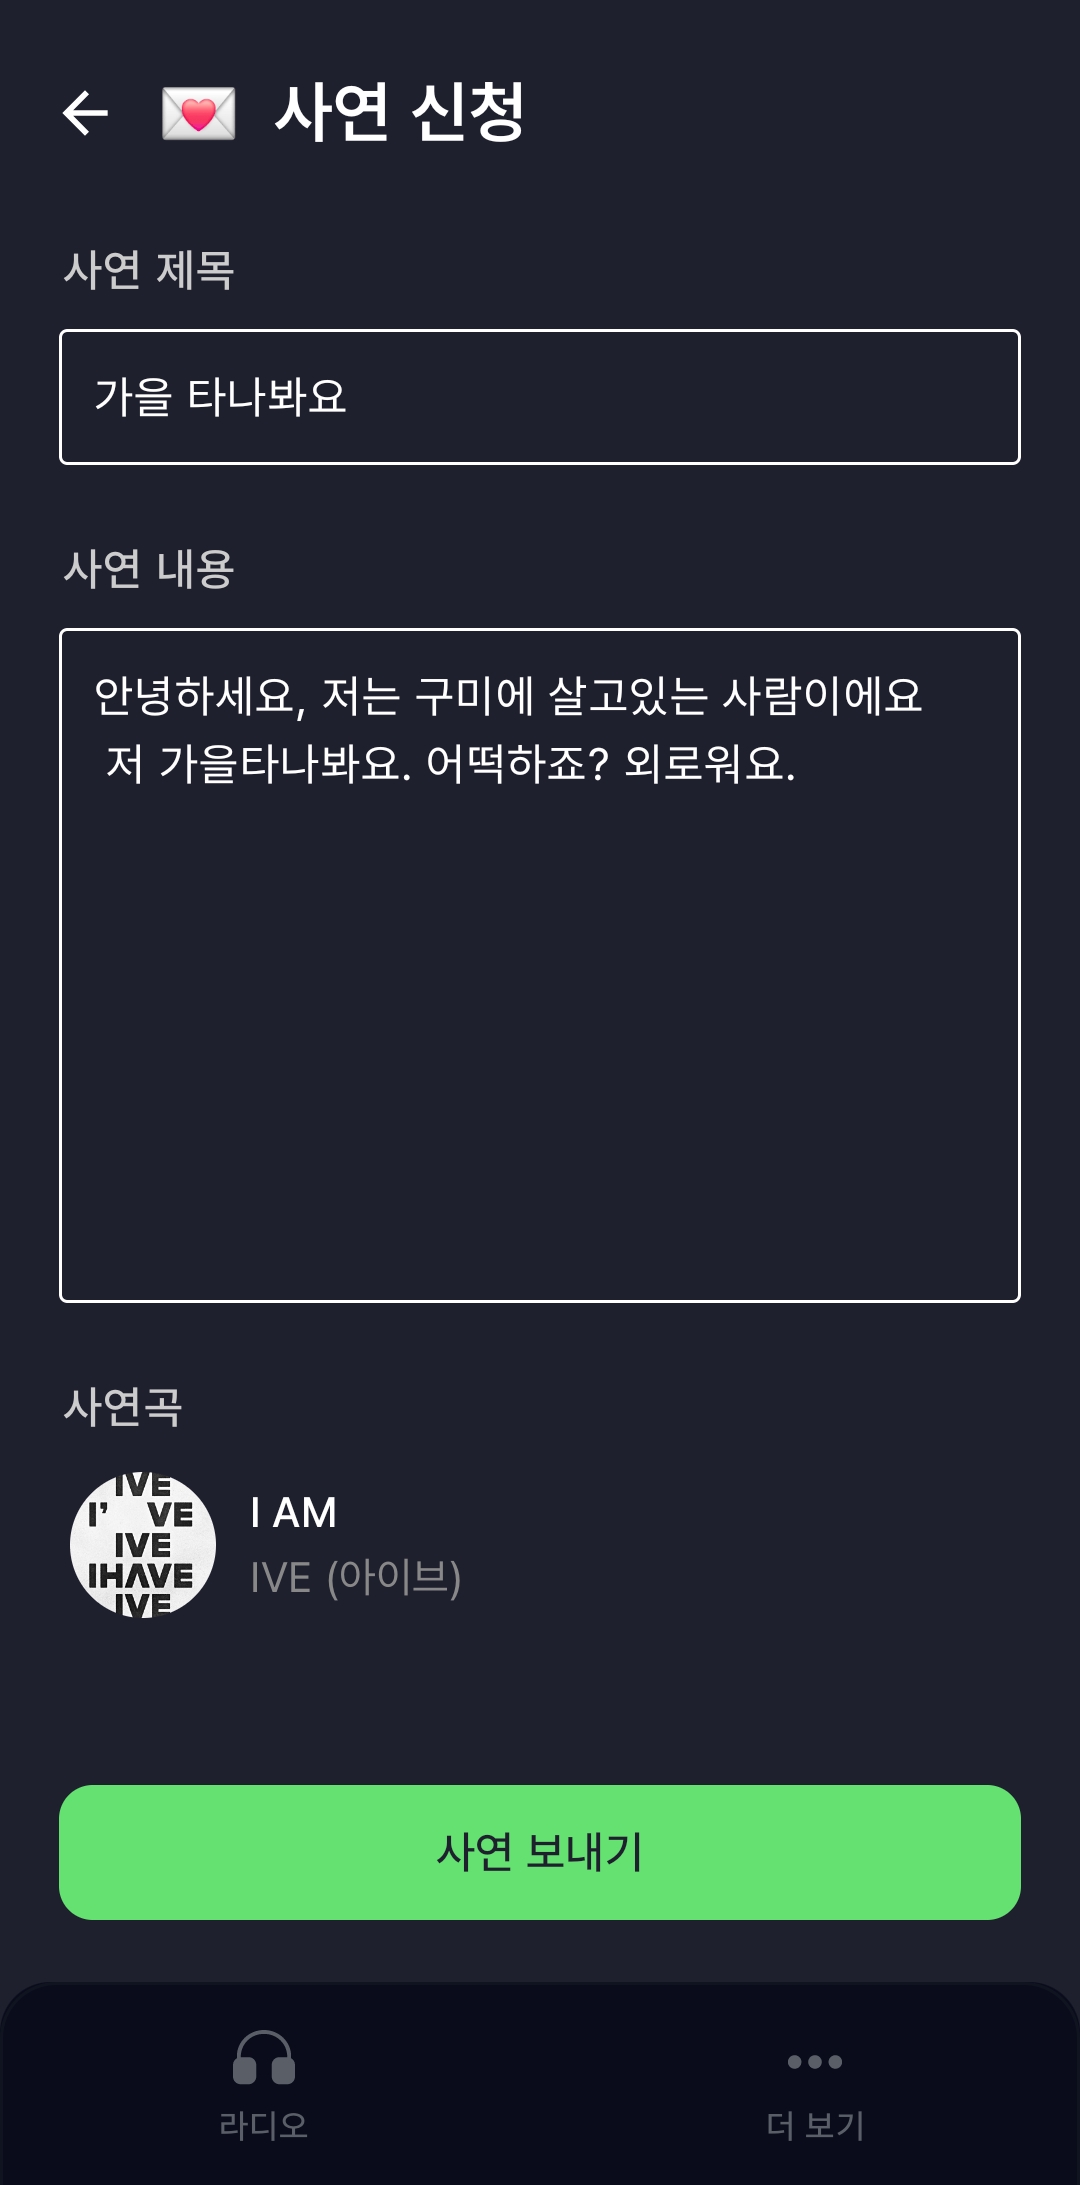 사연 신청
사연 제목
가을 타나봐요
사연 내용
안녕하세요, 저는 구미에 살고있는 사람이에요
저 가을타나봐요. 어떡하죠? 외로워요.
사연곡
IVE
I' VE
IVE
IHAVE
IVE
I AM
IVE (아이브)
사연 보내기
라디오
더 보기